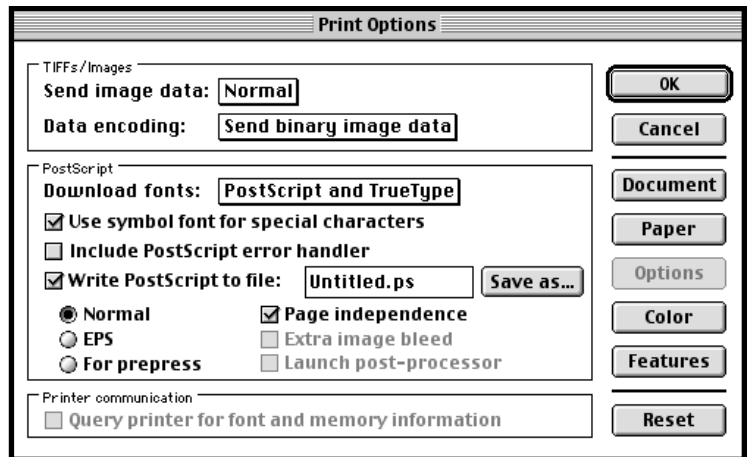 Print Options
TIFFs/Images
Send image data: Normal
Data encoding: Send binary image data
PostScript
Download fonts: PostScript and TrueType
Use symbol font for special characters
Include PostScript error handler
Write PostScript to file: Untitled.ps Save as...
Normal Page independence
EPS Extra image bleed
For prepress Launch post-processor
Printer communication
Query printer for font and memory information
OK
Cancel
Document
Paper
Options
Color
Features
Reset